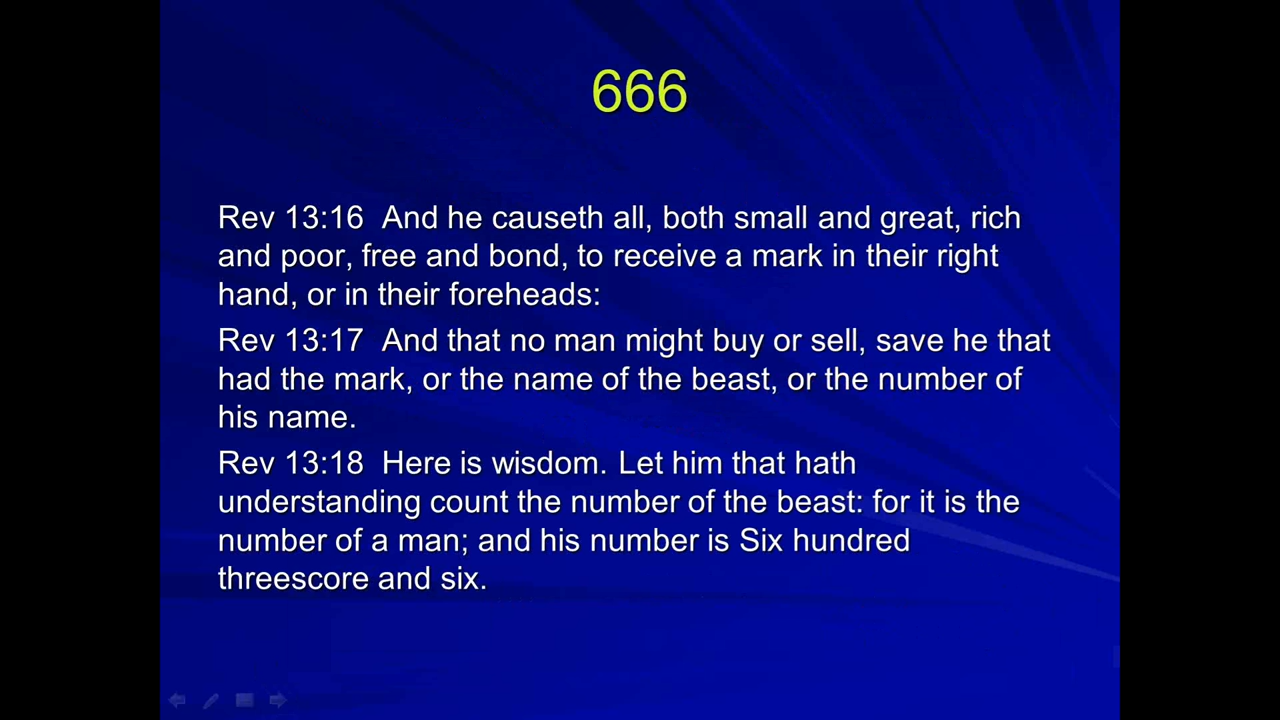 666
Rev 13:16  And he causeth all, both small and great, rich
and poor, free and bond, to receive a mark in their right
hand, or in their foreheads:
Rev 13:17  And that no man might buy or sell, save he that
had the mark, or the name of the beast, or the number of
his name.
Rev 13:18  Here is wisdom. Let him that hath
understanding count the number of the beast: for it is the
number of a man; and his number is Six hundred
threescore and six.